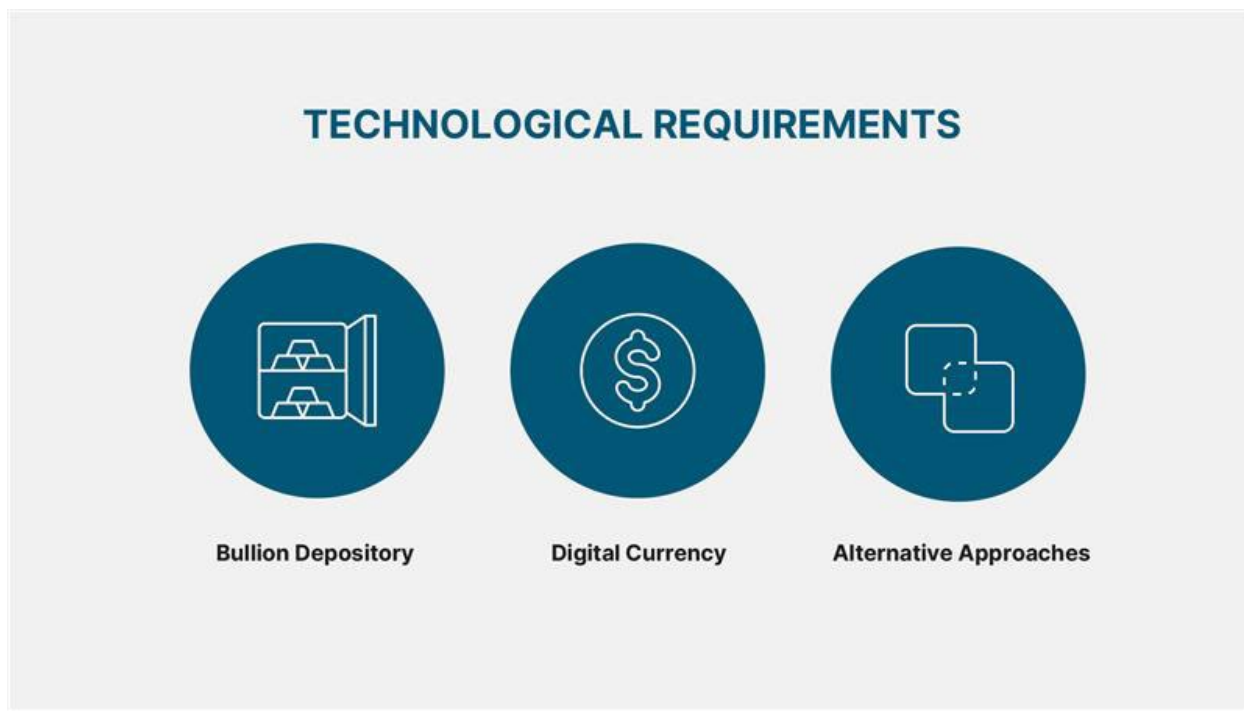 TECHNOLOGICAL REQUIREMENTS
Bullion Depository
Digital Currency
Alternative Approaches